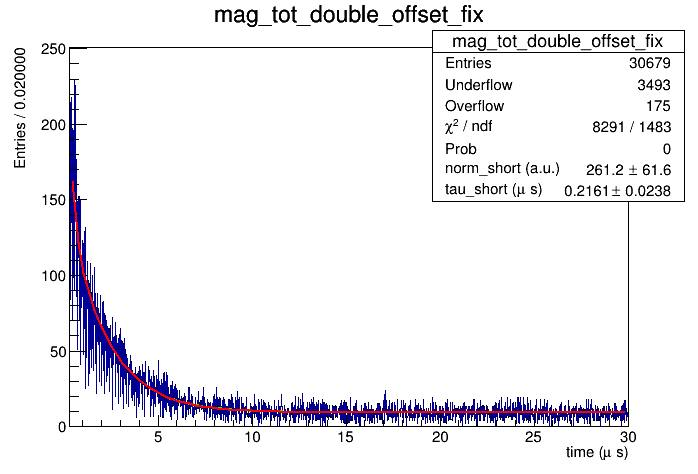 mag_tot_double_offset_fix
mag_tot_double_offset_fix
Entries 30679
Underflow 3493
Overflow 175
χ² / ndf 8291 / 1483
Prob 0
norm_short (a.u.) 261.2 ± 61.6
tau_short (μ s) 0.2161± 0.0238
Entries / 0.020000
250
200
150
100
50
0
5 10 15 20 25 30
time (μ s)